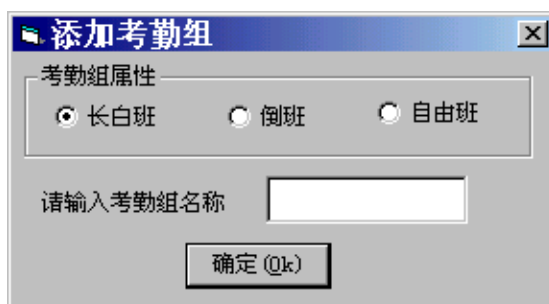 添加考勤组
考勤组属性
长白班 倒班 自由班
请输入考勤组名称
确定(Ok)